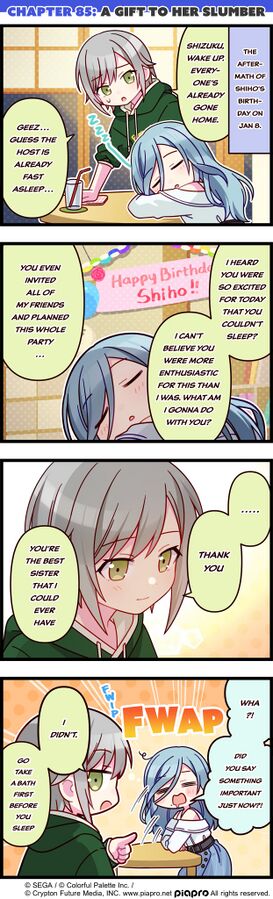 CHAPTER 85: A GIFT TO HER SLUMBER
THE
AFTER-
MATH OF
SHIHO'S
BIRTH-
DAY ON
JAN 8.
SHIZUKU,
WAKE UP.
EVERY-
ONE'S
ALREADY
GONE
HOME.
ZZZ
GEEZ...
GUESS THE
HOST IS
ALREADY
FAST
ASLEEP...
I HEARD
YOU WERE
SO EXCITED
FOR TODAY
THAT YOU
COULDN'T
SLEEP?
YOU EVEN
INVITED
ALL OF
MY FRIENDS
AND PLANNED
THIS WHOLE
PARTY
...
Happy Birthday
Shiho!!
I CAN'T
BELIEVE YOU
WERE MORE
ENTHUSIASTIC
FOR THIS THAN
I WAS. WHAT AM
I GONNA DO
WITH YOU?
.....
THANK
YOU
YOU'RE
THE BEST
SISTER
THAT I
COULD
EVER
HAVE
WHA
?!
DID
YOU SAY
SOMETHING
IMPORTANT
JUST NOW?!
FWP
FWAP
I
DIDN'T.
GO
TAKE
A BATH
FIRST
BEFORE
YOU
SLEEP
© SEGA / © Colorful Palette Inc. /
© Crypton Future Media, INC. www.piapro.net piapro All rights reserved.